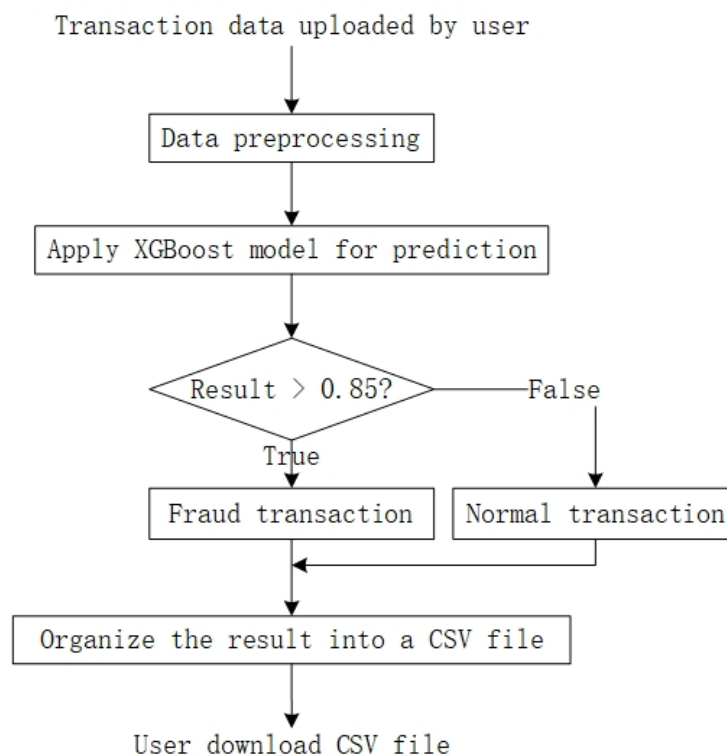 Transaction data uploaded by user
Data preprocessing
Apply XGBoost model for prediction
Result > 0.85?
False
True
Fraud transaction
Normal transaction
Organize the result into a CSV file
User download CSV file